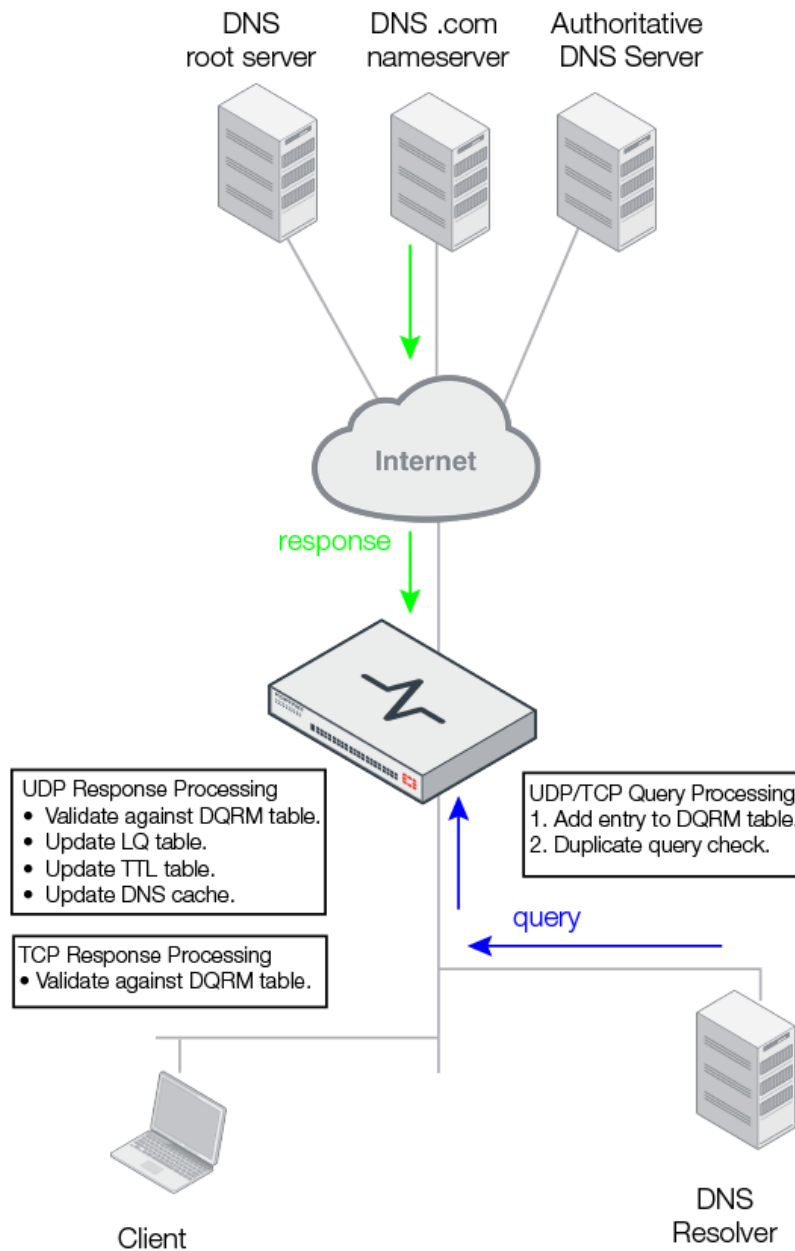 DNS
root server
DNS .com
nameserver
Authoritative
DNS Server
Internet
response
UDP Response Processing
• Validate against DQRM table.
• Update LQ table.
• Update TTL table.
• Update DNS cache.
UDP/TCP Query Processing
1. Add entry to DQRM table.
2. Duplicate query check.
query
TCP Response Processing
• Validate against DQRM table.
Client
DNS
Resolver